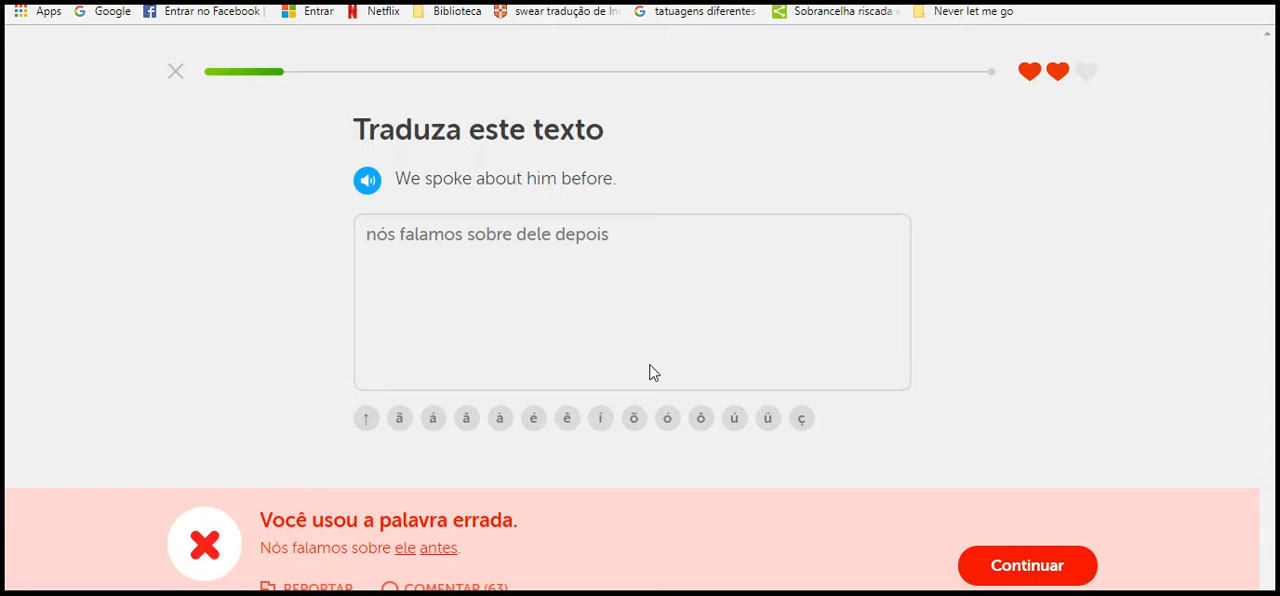 Apps Google Entrar no Facebook Entrar Netflix Biblioteca swear tradução de In tatuagens diferentes Sobrancelha riscada Never let me go
Traduza este texto
We spoke about him before.
nós falamos sobre dele depois
↑ ã á â à é ê í õ ó ô ú ü ç
Você usou a palavra errada.
Nós falamos sobre ele antes.
Continuar
REPORTAR COMENTAR (63)